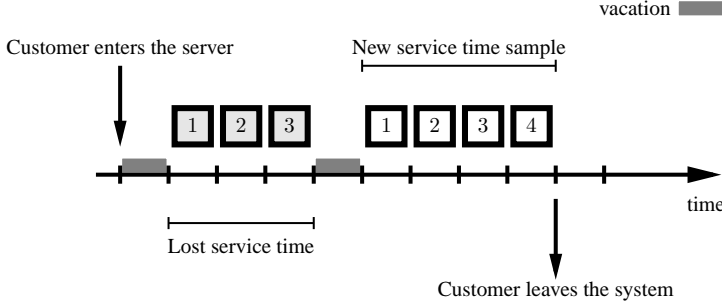 vacation
Customer enters the server
New service time sample
1 2 3 1 2 3 4
time
Lost service time
Customer leaves the system